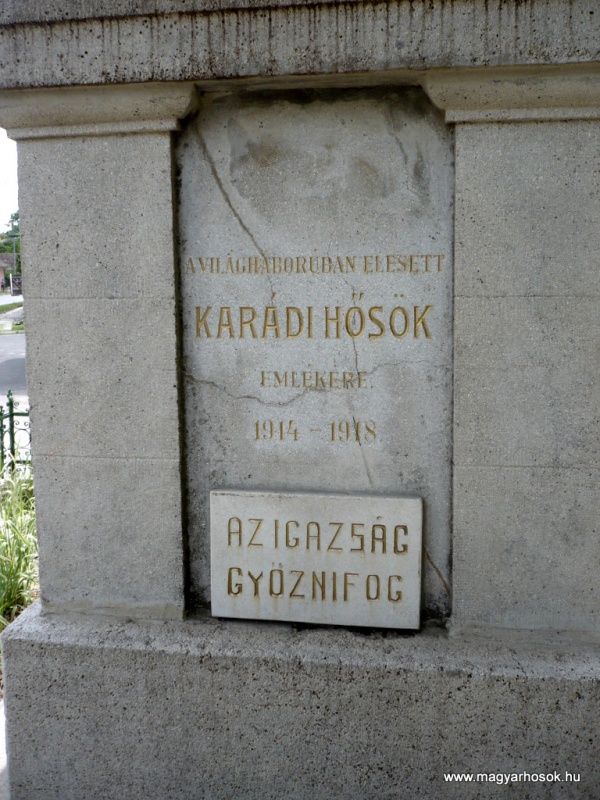 A VILÁGHÁBORÚBAN ELESETT
KARÁDI HŐSÖK
EMLÉKÉRE.
1914 - 1918
AZ IGAZSÁG
GYŐZNI FOG
www.magyarhosok.hu